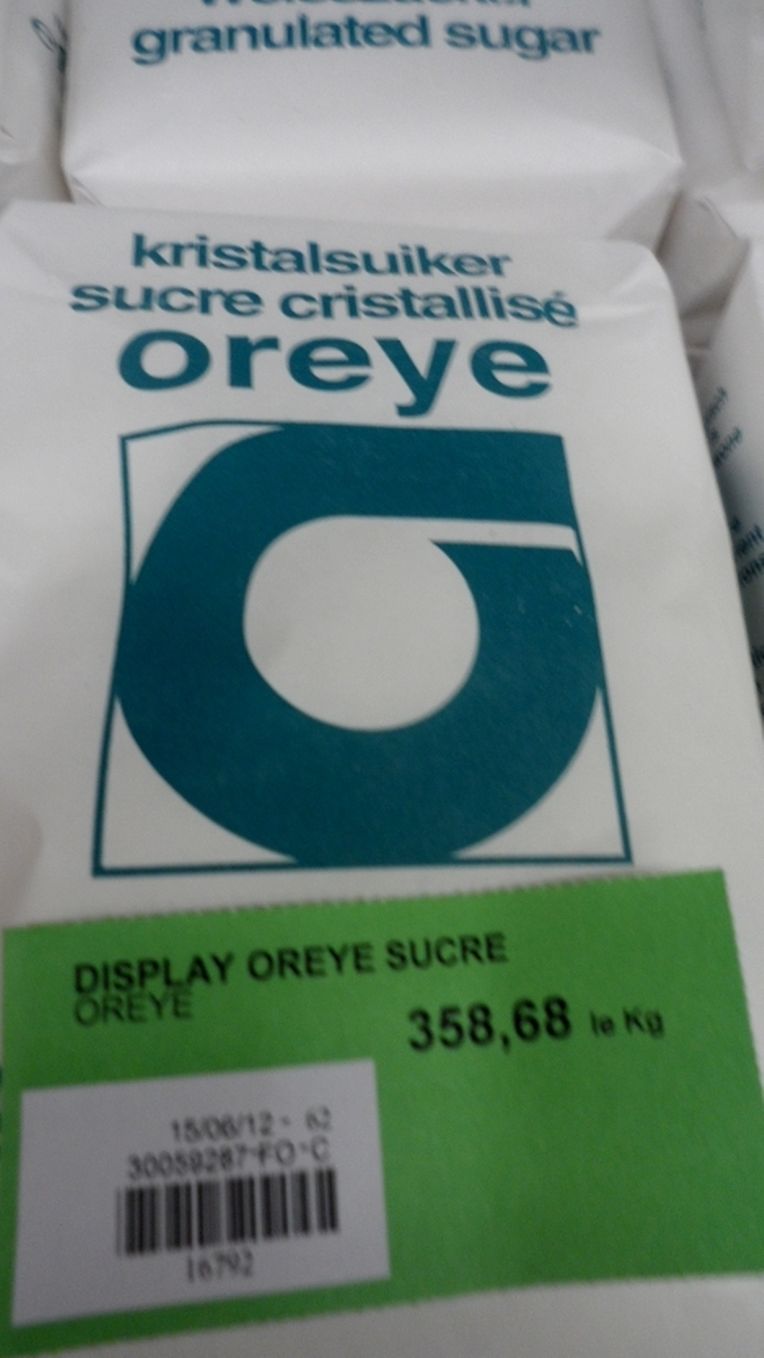 granulated sugar
kristalsuiker
sucre cristallisé
oreye
DISPLAY OREYE SUCRE
OREYE
358,68 le Kg
15/06/12 - 62
30059287-FO-C
16792